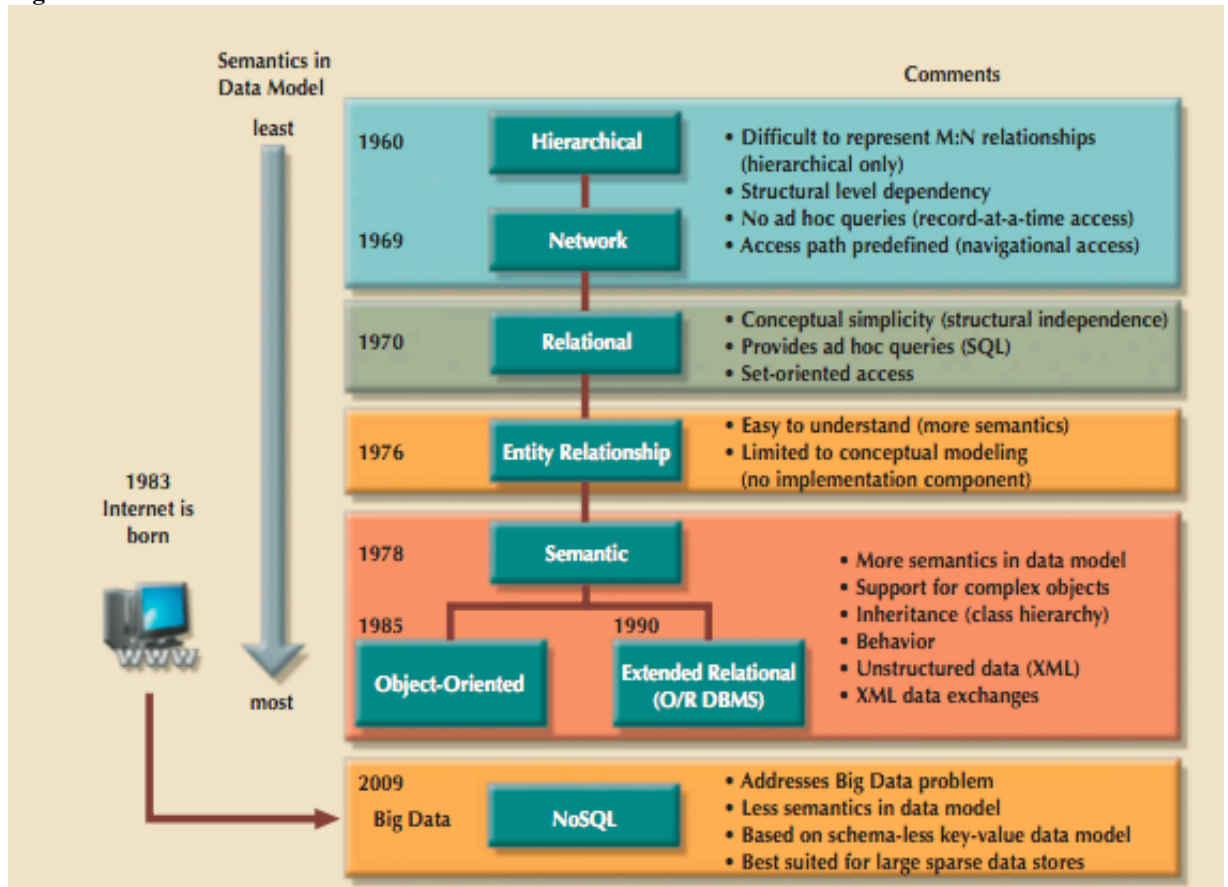 Semantics in
Data Model
Comments
least
1960
Hierarchical
• Difficult to represent M:N relationships
(hierarchical only)
• Structural level dependency
• No ad hoc queries (record-at-a-time access)
• Access path predefined (navigational access)
1969
Network
1970
Relational
• Conceptual simplicity (structural independence)
• Provides ad hoc queries (SQL)
• Set-oriented access
1976
Entity Relationship
• Easy to understand (more semantics)
• Limited to conceptual modeling
(no implementation component)
1983
Internet is
born
WWW
1978
Semantic
1985
Object-Oriented
1990
Extended Relational
(O/R DBMS)
• More semantics in data model
• Support for complex objects
• Inheritance (class hierarchy)
• Behavior
• Unstructured data (XML)
• XML data exchanges
most
2009
Big Data
NoSQL
• Addresses Big Data problem
• Less semantics in data model
• Based on schema-less key-value data model
• Best suited for large sparse data stores